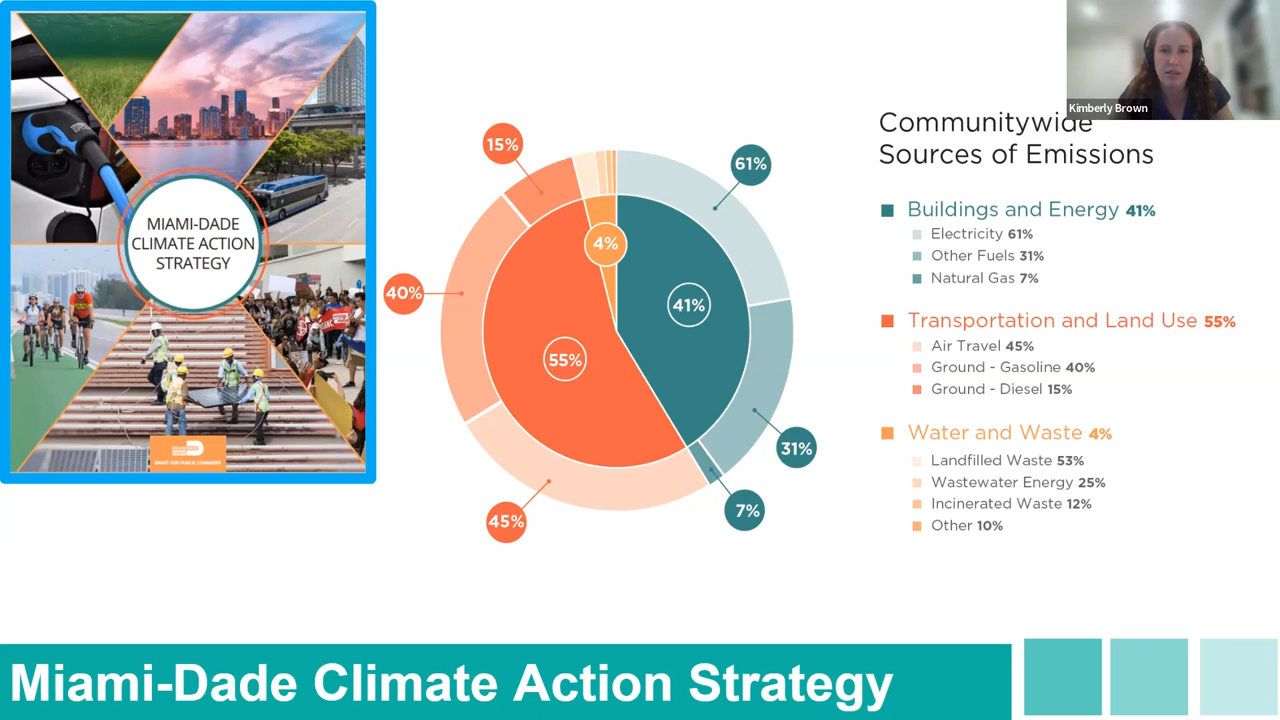 MIAMI-DADE
CLIMATE ACTION
STRATEGY
DRAFT FOR PUBLIC COMMENT
15%
61%
40%
4%
41%
55%
31%
45%
7%
Kimberly Brown
Communitywide
Sources of Emissions
Buildings and Energy 41%
Electricity 61%
Other Fuels 31%
Natural Gas 7%
Transportation and Land Use 55%
Air Travel 45%
Ground - Gasoline 40%
Ground - Diesel 15%
Water and Waste 4%
Landfilled Waste 53%
Wastewater Energy 25%
Incinerated Waste 12%
Other 10%
Miami-Dade Climate Action Strategy